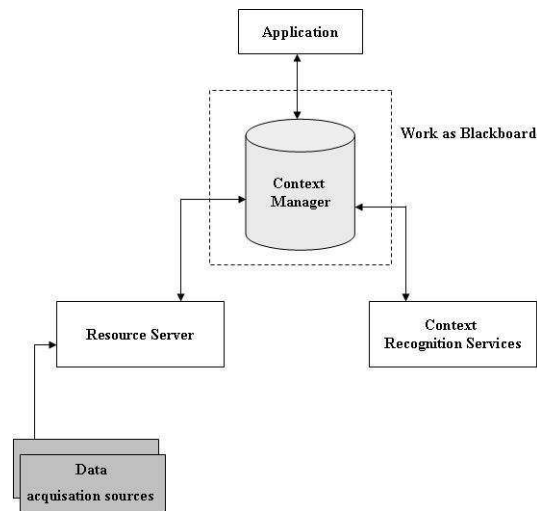 Application
Work as Blackboard
Context
Manager
Resource Server
Context
Recognition Services
Data
acquisation sources